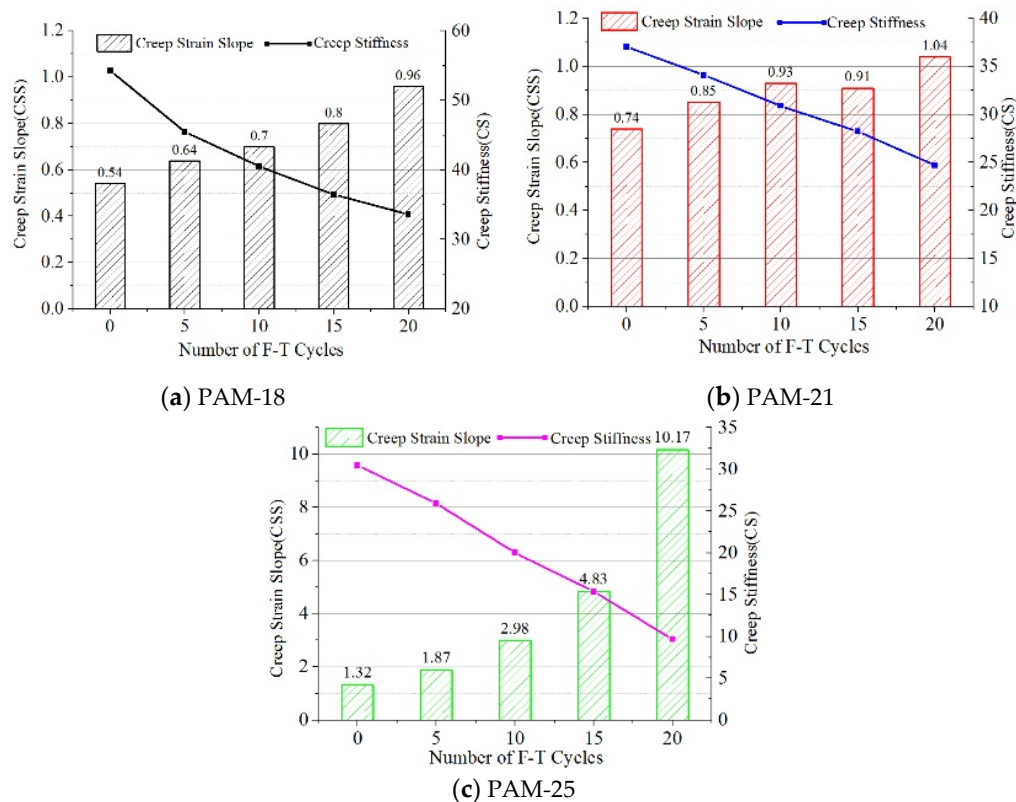 Creep Strain Slope
Creep Stiffness
Creep Strain Slope(CSS)
1.2
1.0
0.8
0.6
0.4
0.2
0.0
0.54
0.64
0.7
0.8
0.96
60
50
40
30
20
Creep Stiffness(CS)
0 5 10 15 20
Number of F-T Cycles
(a) PAM-18
Creep Strain Slope
Creep Stiffness
Creep Strain Slope(CSS)
1.2
1.0
0.8
0.6
0.4
0.2
0.0
0.74
0.85
0.93
0.91
1.04
40
35
30
25
20
15
10
Creep Stiffness(CS)
0 5 10 15 20
Number of F-T Cycles
(b) PAM-21
Creep Strain Slope
Creep Stiffness
Creep Strain Slope(CSS)
10
8
6
4
2
0
1.32
1.87
2.98
4.83
10.17
35
30
25
20
15
10
5
0
Creep Stiffness(CS)
0 5 10 15 20
Number of F-T Cycles
(c) PAM-25